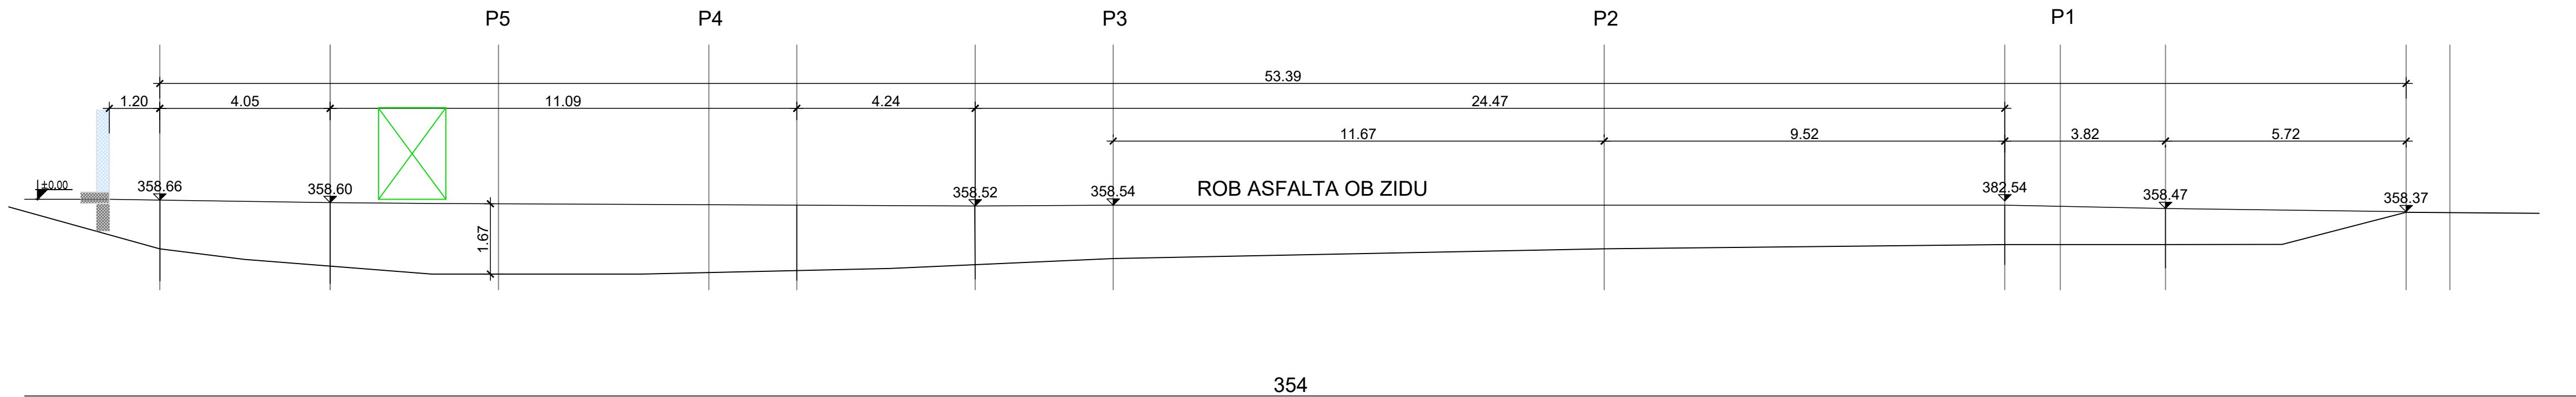 P5 P4 P3 P2 P1
53.39
1.20 4.05 11.09 4.24 24.47
11.67 9.52 3.82 5.72
±0.00 358.66 358.60 358.52 358.54 ROB ASFALTA OB ZIDU 382.54 358.47 358.37
1.67
354